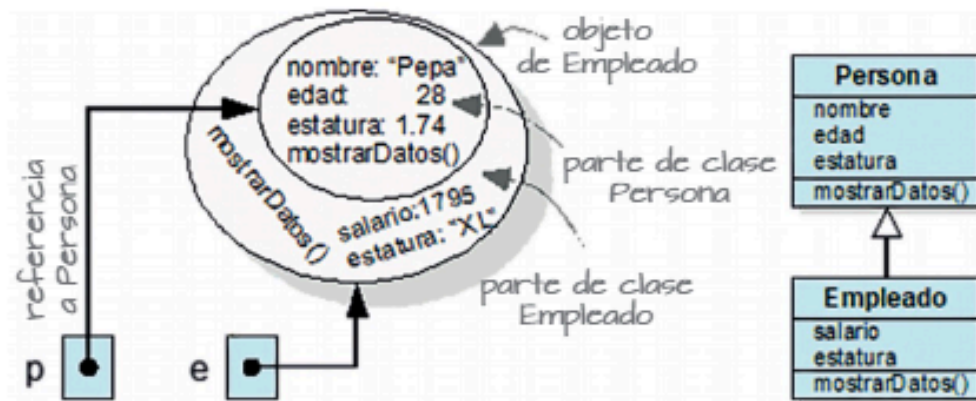 objeto
de Empleado
nombre: "Pepa"
edad: 28
estatura: 1.74
mostrarDatos()
mostrarDatos()
salario:1795
estatura: "XL"
parte de clase
Persona
parte de clase
Empleado
referencia
a Persona
p
e
Persona
nombre
edad
estatura
mostrarDatos()
Empleado
salario
estatura
mostrarDatos()